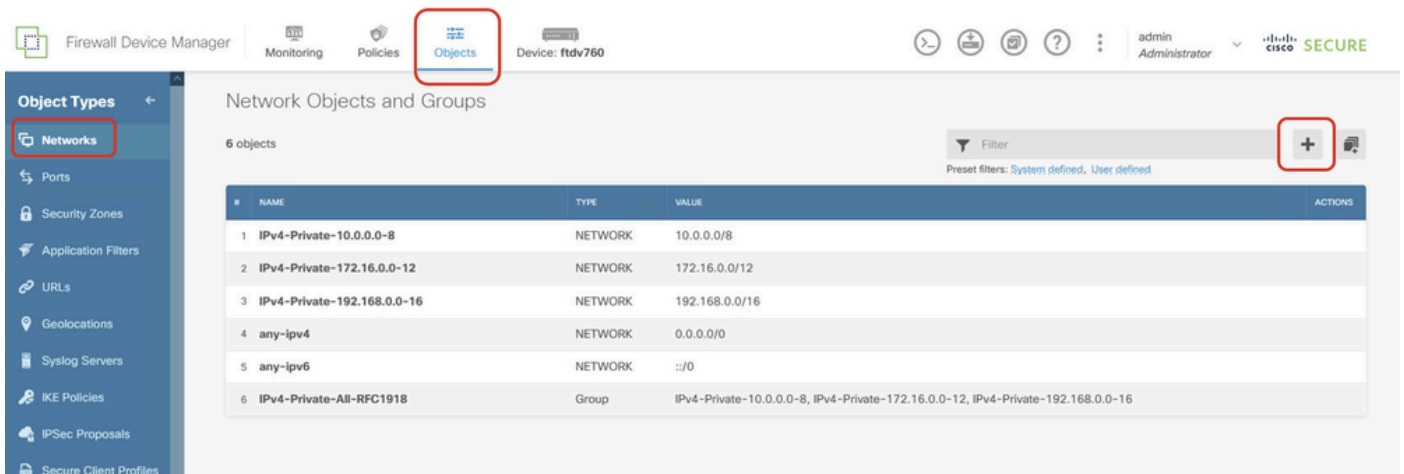 Firewall Device Manager
Monitoring
Policies
Objects
Device: ftdv760
admin
Administrator
cisco SECURE
Object Types
Networks
Ports
Security Zones
Application Filters
URLs
Geolocations
Syslog Servers
IKE Policies
IPSec Proposals
Secure Client Profiles
Network Objects and Groups
6 objects
Filter
Preset filters: System defined, User defined
# NAME TYPE VALUE ACTIONS
1 IPv4-Private-10.0.0.0-8 NETWORK 10.0.0.0/8
2 IPv4-Private-172.16.0.0-12 NETWORK 172.16.0.0/12
3 IPv4-Private-192.168.0.0-16 NETWORK 192.168.0.0/16
4 any-ipv4 NETWORK 0.0.0.0/0
5 any-ipv6 NETWORK ::/0
6 IPv4-Private-All-RFC1918 Group IPv4-Private-10.0.0.0-8, IPv4-Private-172.16.0.0-12, IPv4-Private-192.168.0.0-16